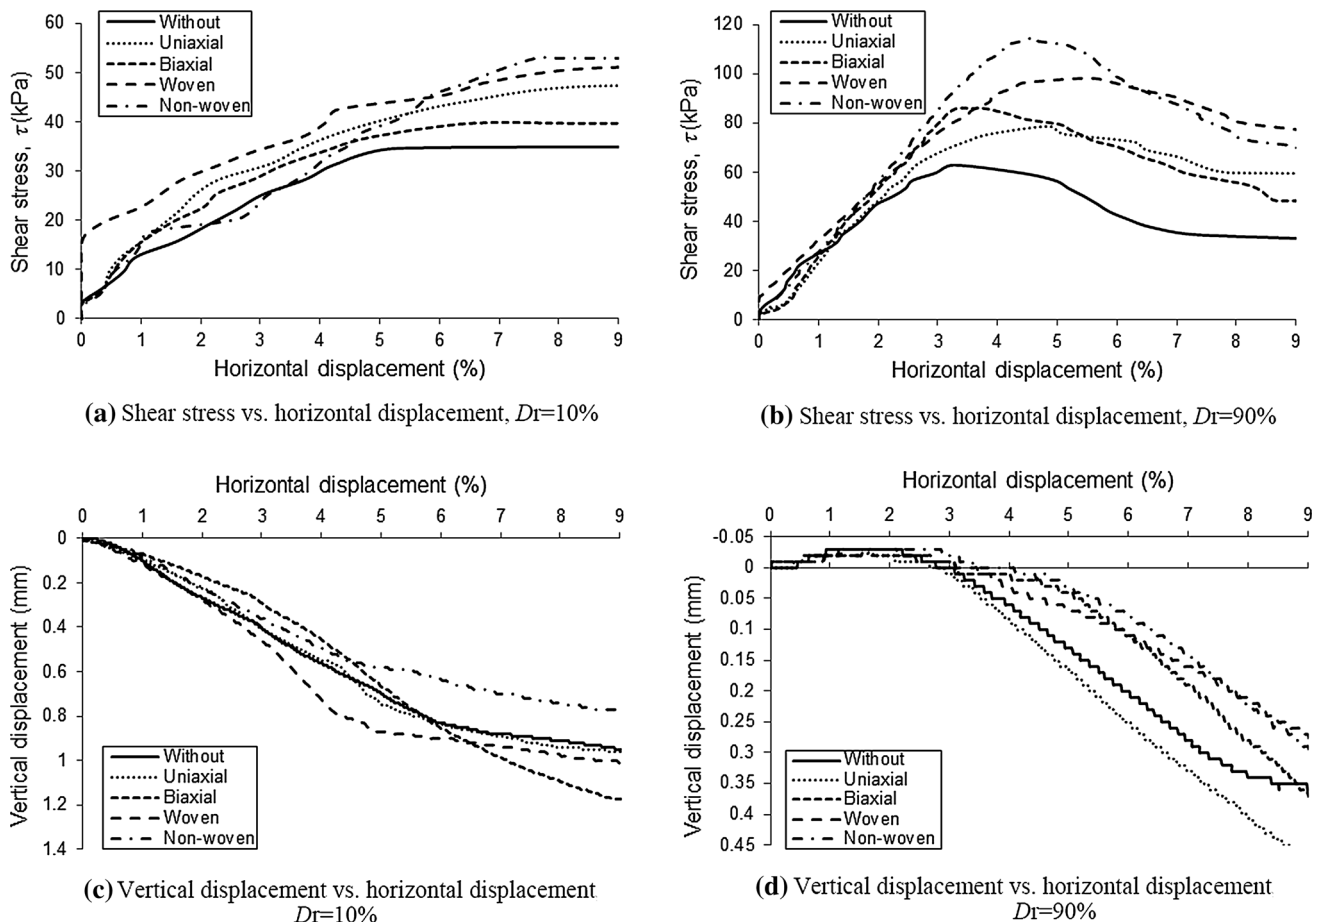 60
50
40
30
20
10
0
Shear stress, τ (kPa)
Without
Uniaxial
Biaxial
Woven
Non-woven
0 1 2 3 4 5 6 7 8 9
Horizontal displacement (%)
(a) Shear stress vs. horizontal displacement, Dr=10%
120
100
80
60
40
20
0
Shear stress, τ (kPa)
Without
Uniaxial
Biaxial
Woven
Non-woven
0 1 2 3 4 5 6 7 8 9
Horizontal displacement (%)
(b) Shear stress vs. horizontal displacement, Dr=90%
Horizontal displacement (%)
0 1 2 3 4 5 6 7 8 9
0
0.2
0.4
0.6
0.8
1
1.2
1.4
Vertical displacement (mm)
Without
Uniaxial
Biaxial
Woven
Non-woven
(c) Vertical displacement vs. horizontal displacement
Dr=10%
Horizontal displacement (%)
0 1 2 3 4 5 6 7 8 9
-0.05
0
0.05
0.1
0.15
0.2
0.25
0.3
0.35
0.4
0.45
Vertical displacement (mm)
Without
Uniaxial
Biaxial
Woven
Non-woven
(d) Vertical displacement vs. horizontal displacement
Dr=90%